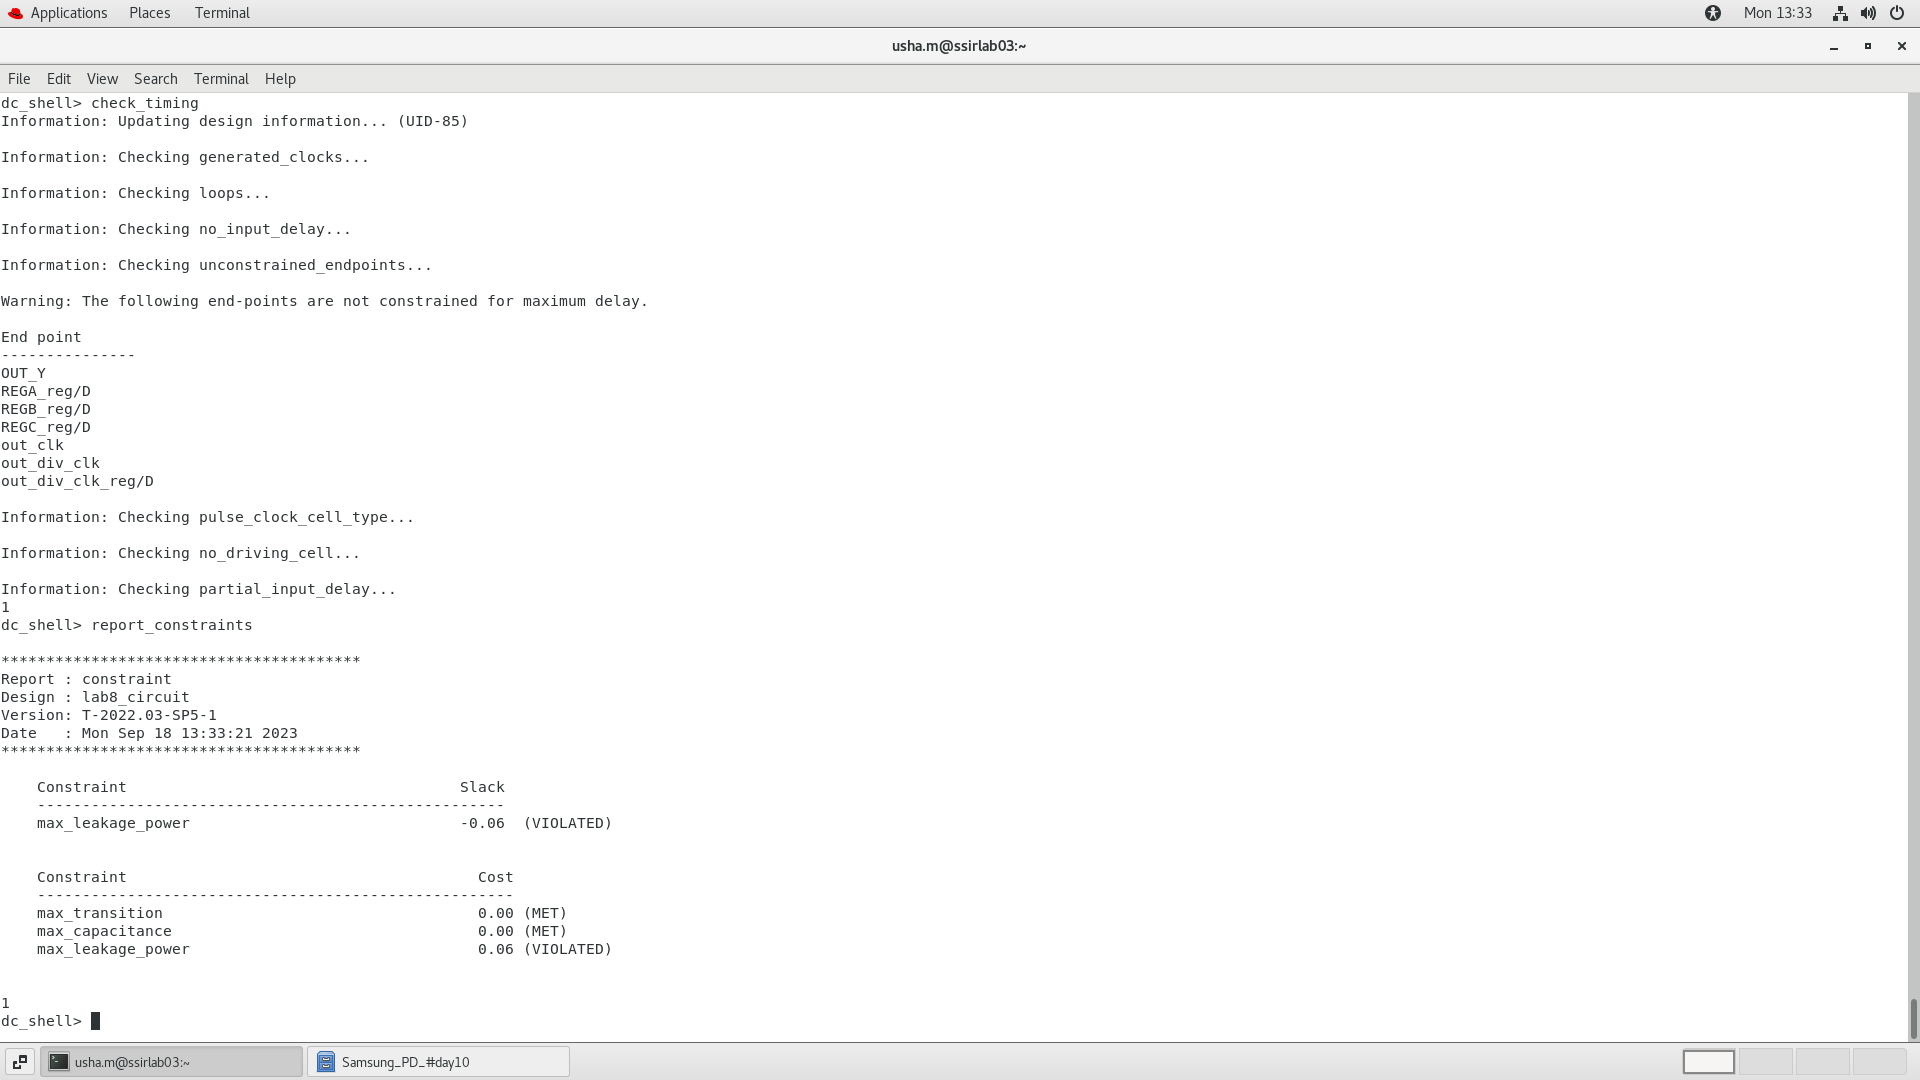 Applications Places Terminal Mon 13:33
usha.m@ssirlab03:~
File Edit View Search Terminal Help
dc_shell> check_timing
Information: Updating design information... (UID-85)
Information: Checking generated_clocks...
Information: Checking loops...
Information: Checking no_input_delay...
Information: Checking unconstrained_endpoints...
Warning: The following end-points are not constrained for maximum delay.
End point
---------------
OUT_Y
REGA_reg/D
REGB_reg/D
REGC_reg/D
out_clk
out_div_clk
out_div_clk_reg/D
Information: Checking pulse_clock_cell_type...
Information: Checking no_driving_cell...
Information: Checking partial_input_delay...
1
dc_shell> report_constraints
****************************************
Report : constraint
Design : lab8_circuit
Version: T-2022.03-SP5-1
Date   : Mon Sep 18 13:33:21 2023
****************************************
Constraint                                     Slack
----------------------------------------------------
max_leakage_power                              -0.06  (VIOLATED)
Constraint                                       Cost
-----------------------------------------------------
max_transition                                   0.00 (MET)
max_capacitance                                  0.00 (MET)
max_leakage_power                                0.06 (VIOLATED)
1
dc_shell>
usha.m@ssirlab03:~ Samsung_PD_#day10